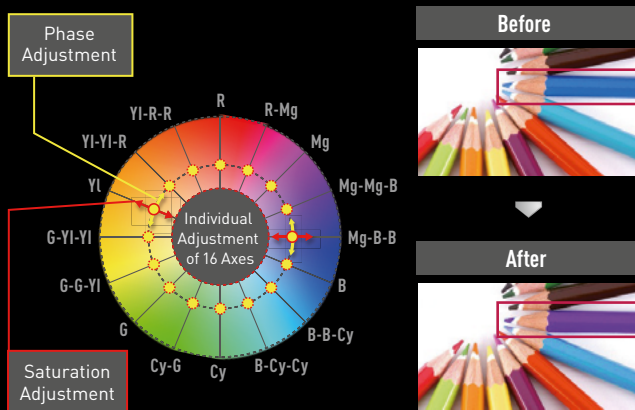 Phase
Adjustment
Before
R
Yl-R-R
R-Mg
Yl-Yl-R
Mg
Yl
Mg-Mg-B
G-Yl-Yl
Individual
Adjustment
of 16 Axes
Mg-B-B
G-G-Yl
B
After
G
B-B-Cy
Cy-G
Cy
B-Cy-Cy
Saturation
Adjustment